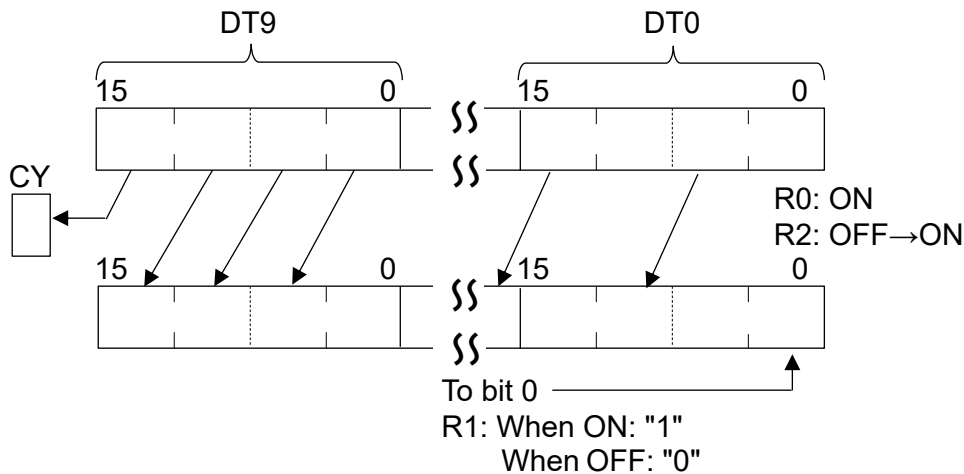 DT9 DT0
15 0 15 0
CY
R0: ON
R2: OFF→ON
15 0 15 0
To bit 0
R1: When ON: "1"
When OFF: "0"